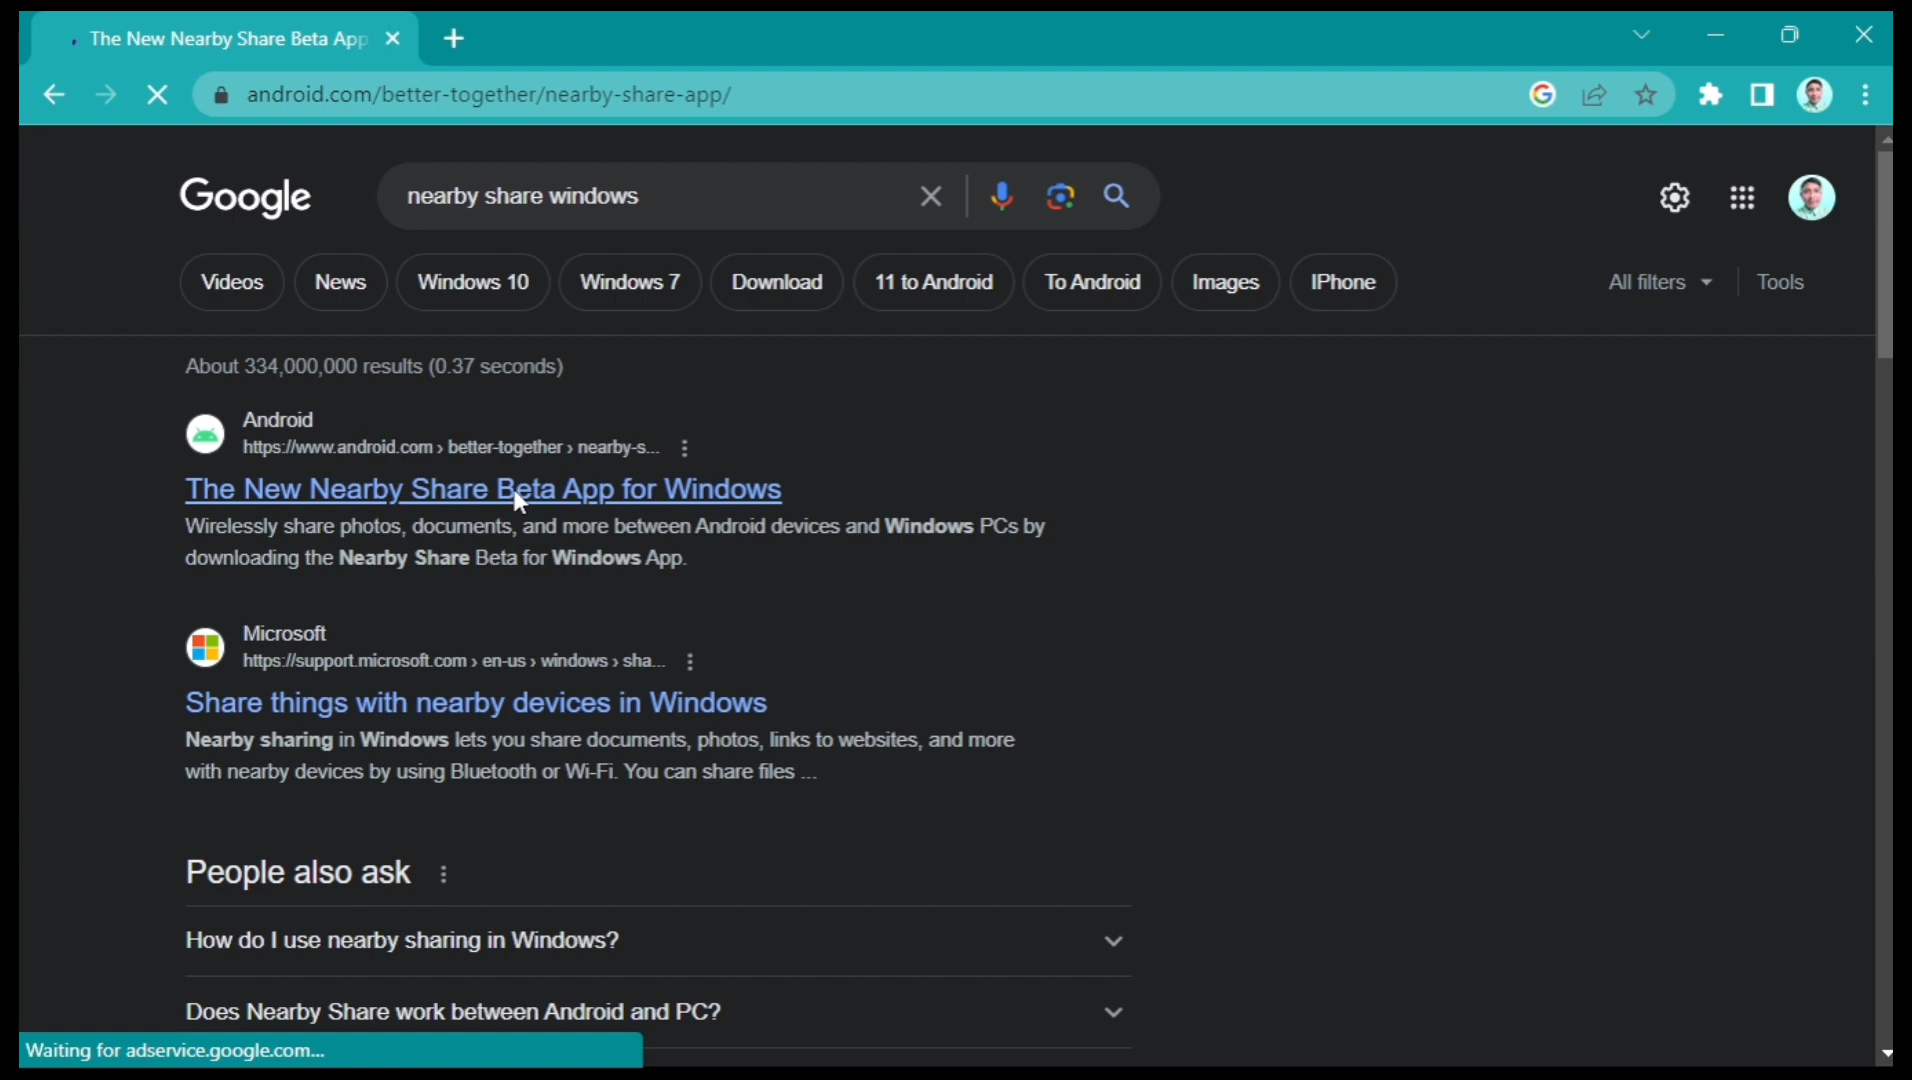 The New Nearby Share Beta App
android.com/better-together/nearby-share-app/
Google
nearby share windows
Videos
News
Windows 10
Windows 7
Download
11 to Android
To Android
Images
IPhone
All filters
Tools
About 334,000,000 results (0.37 seconds)
Android
https://www.android.com › better-together › nearby-s...
The New Nearby Share Beta App for Windows
Wirelessly share photos, documents, and more between Android devices and Windows PCs by
downloading the Nearby Share Beta for Windows App.
Microsoft
https://support.microsoft.com › en-us › windows › sha...
Share things with nearby devices in Windows
Nearby sharing in Windows lets you share documents, photos, links to websites, and more
with nearby devices by using Bluetooth or Wi-Fi. You can share files ...
People also ask
How do I use nearby sharing in Windows?
Does Nearby Share work between Android and PC?
Waiting for adservice.google.com...